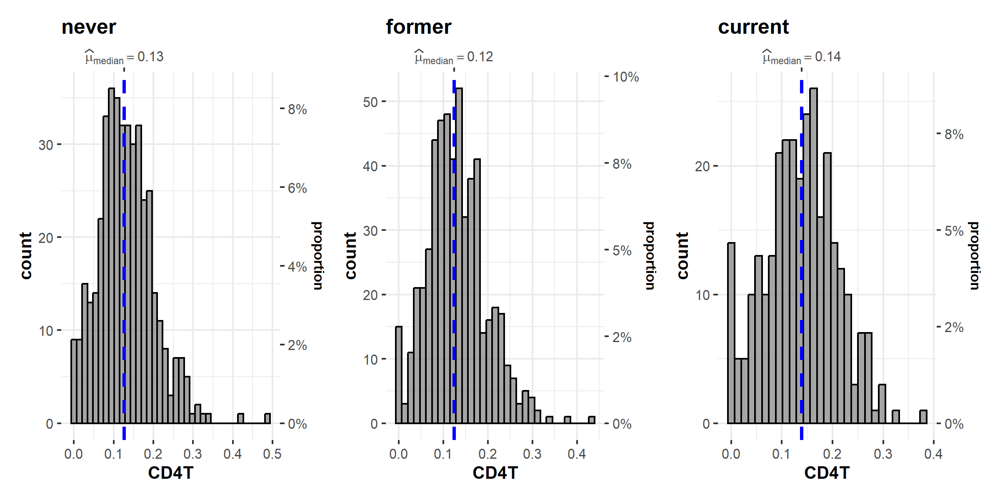 never
μ̂median = 0.13
count
30
20
10
0
8%
6%
4%
2%
0%
proportion
0.0 0.1 0.2 0.3 0.4 0.5
CD4T
former
μ̂median = 0.12
count
50
40
30
20
10
0
10%
8%
5%
2%
0%
proportion
0.0 0.1 0.2 0.3 0.4
CD4T
current
μ̂median = 0.14
count
20
10
0
8%
5%
2%
0%
proportion
0.0 0.1 0.2 0.3 0.4
CD4T